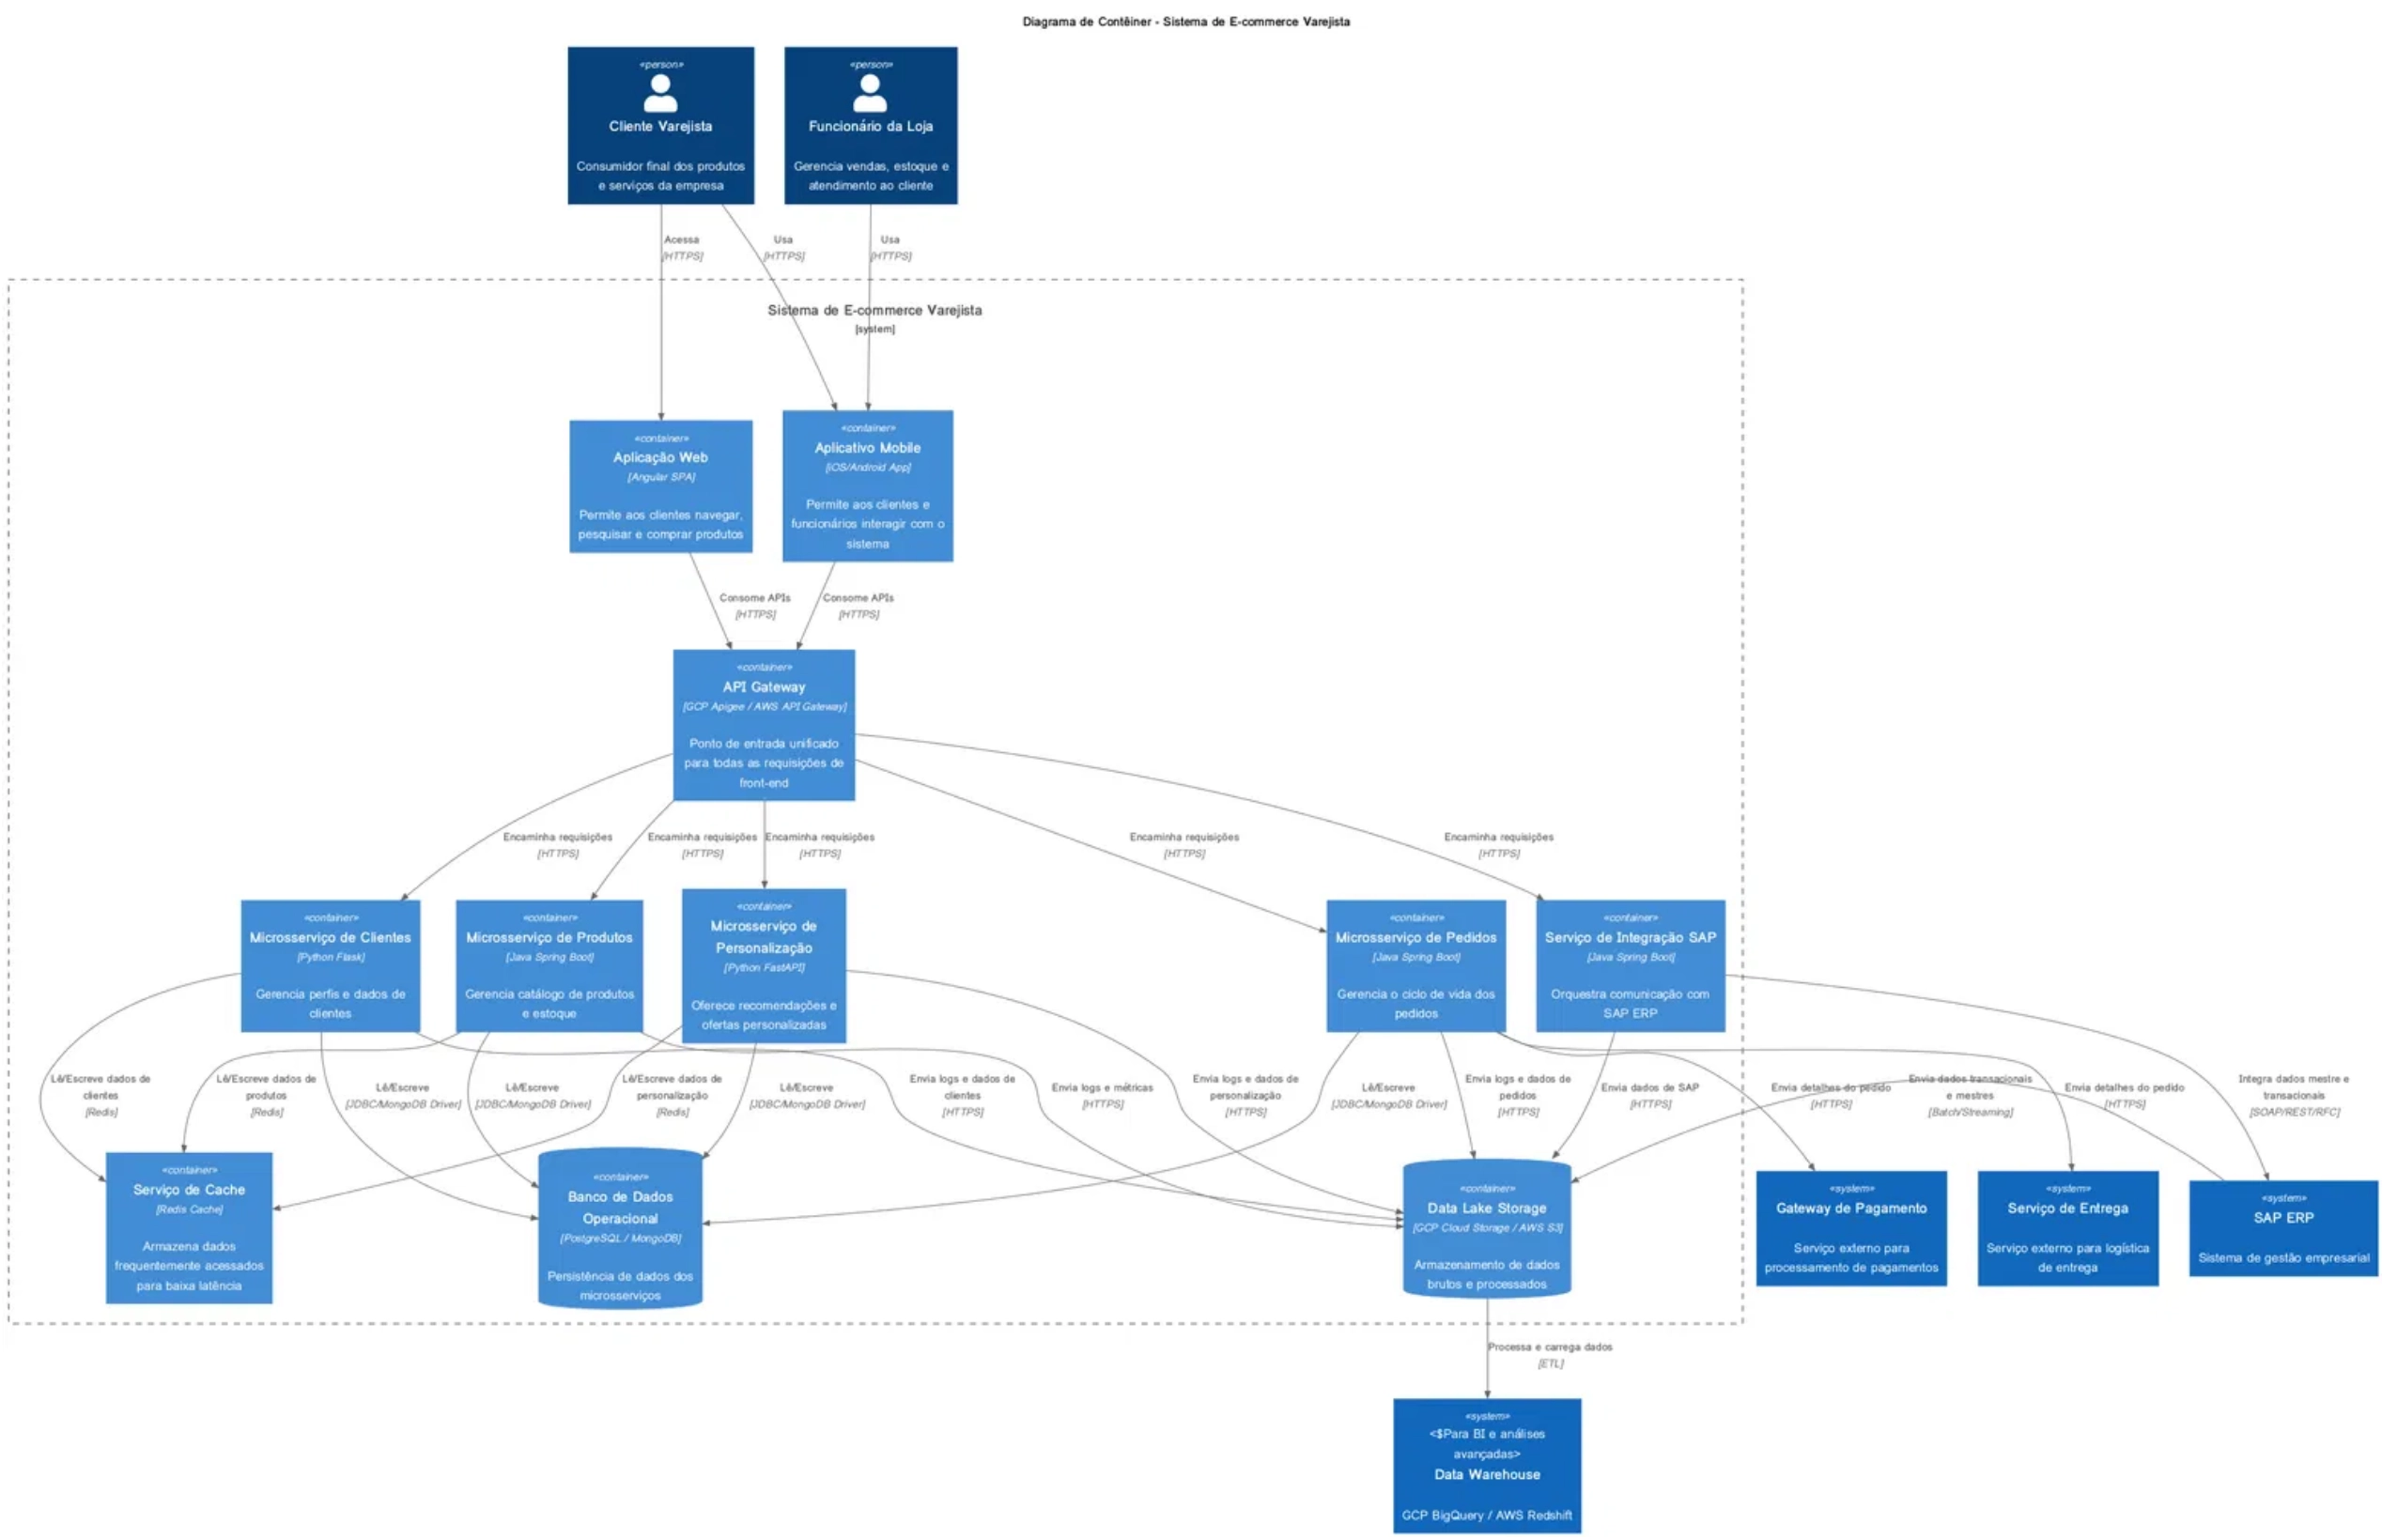 Diagrama de Contêiner - Sistema de E-commerce Varejista
«person»
Cliente Varejista
Consumidor final dos produtos
e serviços da empresa
«person»
Funcionário da Loja
Gerencia vendas, estoque e
atendimento ao cliente
Acessa
[HTTPS]
Usa
[HTTPS]
Usa
[HTTPS]
Sistema de E-commerce Varejista
[system]
«container»
Aplicação Web
[Angular SPA]
Permite aos clientes navegar,
pesquisar e comprar produtos
«container»
Aplicativo Mobile
[iOS/Android App]
Permite aos clientes e
funcionários interagir com o
sistema
Consome APIs
[HTTPS]
Consome APIs
[HTTPS]
«container»
API Gateway
[GCP Apigee / AWS API Gateway]
Ponto de entrada unificado
para todas as requisições de
front-end
Encaminha requisições
[HTTPS]
Encaminha requisições
[HTTPS]
Encaminha requisições
[HTTPS]
Encaminha requisições
[HTTPS]
Encaminha requisições
[HTTPS]
«container»
Microsserviço de Clientes
[Python Flask]
Gerencia perfis e dados de
clientes
«container»
Microsserviço de Produtos
[Java Spring Boot]
Gerencia catálogo de produtos
e estoque
«container»
Microsserviço de
Personalização
[Python FastAPI]
Oferece recomendações e
ofertas personalizadas
«container»
Microsserviço de Pedidos
[Java Spring Boot]
Gerencia o ciclo de vida dos
pedidos
«container»
Serviço de Integração SAP
[Java Spring Boot]
Orquestra comunicação com
SAP ERP
Lê/Escreve dados de
clientes
[Redis]
Lê/Escreve dados de
produtos
[Redis]
Lê/Escreve
[JDBC/MongoDB Driver]
Lê/Escreve
[JDBC/MongoDB Driver]
Lê/Escreve dados de
personalização
[Redis]
Lê/Escreve
[JDBC/MongoDB Driver]
Envia logs e dados de
clientes
[HTTPS]
Envia logs e métricas
[HTTPS]
Envia logs e dados de
personalização
[HTTPS]
Lê/Escreve
[JDBC/MongoDB Driver]
Envia logs e dados de
pedidos
[HTTPS]
Envia dados de SAP
[HTTPS]
Envia detalhes do pedido
[HTTPS]
Envia dados transacionais
e mestres
[Batch/Streaming]
Envia detalhes do pedido
[HTTPS]
Integra dados mestre e
transacionais
[SOAP/REST/RFC]
«container»
Serviço de Cache
[Redis Cache]
Armazena dados
frequentemente acessados
para baixa latência
«container»
Banco de Dados
Operacional
[PostgreSQL / MongoDB]
Persistência de dados dos
microsserviços
«container»
Data Lake Storage
[GCP Cloud Storage / AWS S3]
Armazenamento de dados
brutos e processados
«system»
Gateway de Pagamento
Serviço externo para
processamento de pagamentos
«system»
Serviço de Entrega
Serviço externo para logística
de entrega
«system»
SAP ERP
Sistema de gestão empresarial
Processa e carrega dados
[ETL]
«system»
<$Para BI e análises
avançadas>
Data Warehouse
GCP BigQuery / AWS Redshift